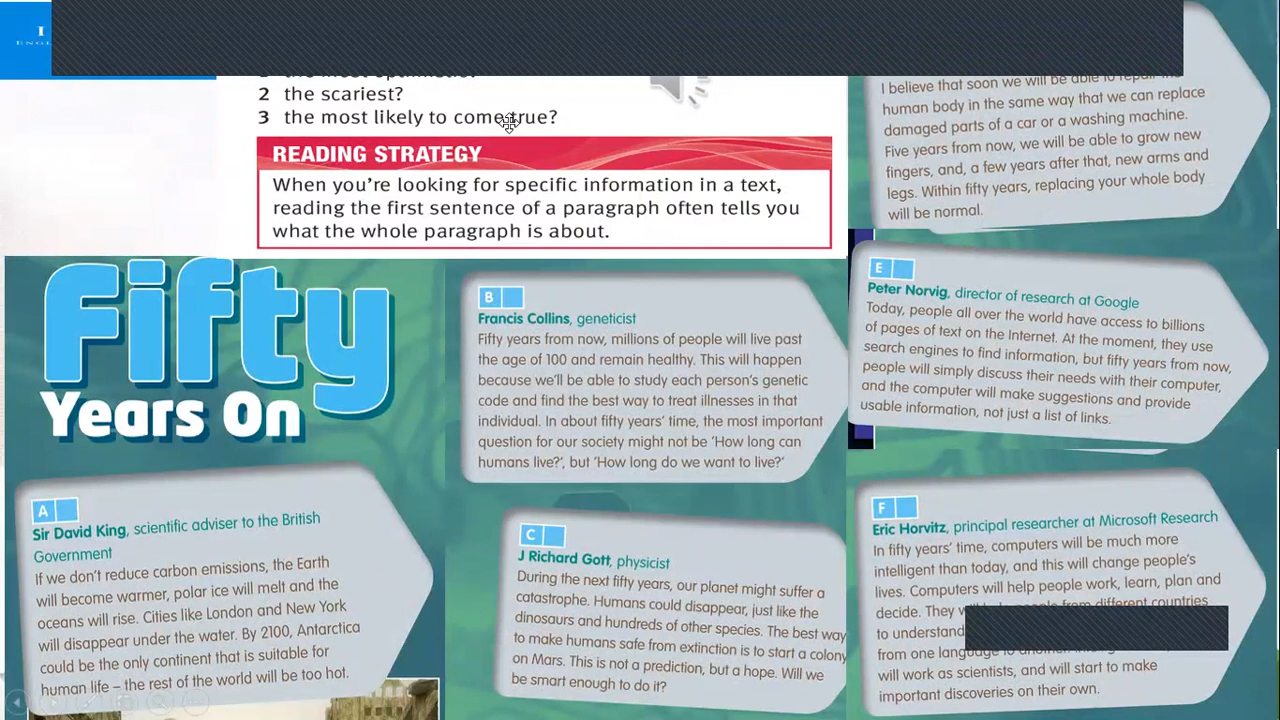 2 the scariest?
3 the most likely to come true?
READING STRATEGY
When you're looking for specific information in a text,
reading the first sentence of a paragraph often tells you
what the whole paragraph is about.
Fifty
Years On
A
Sir David King, scientific adviser to the British
Government
If we don't reduce carbon emissions, the Earth
will become warmer, polar ice will melt and the
oceans will rise. Cities like London and New York
will disappear under the water. By 2100, Antarctica
could be the only continent that is suitable for
human life – the rest of the world will be too hot.
B
Francis Collins, geneticist
Fifty years from now, millions of people will live past
the age of 100 and remain healthy. This will happen
because we'll be able to study each person's genetic
code and find the best way to treat illnesses in that
individual. In about fifty years' time, the most important
question for our society might not be 'How long can
humans live?', but 'How long do we want to live?'
C
J Richard Gott, physicist
During the next fifty years, our planet might suffer a
catastrophe. Humans could disappear, just like the
dinosaurs and hundreds of other species. The best way
to make humans safe from extinction is to start a colony
on Mars. This is not a prediction, but a hope. Will we
be smart enough to do it?
I believe that soon we will be able to repair the
human body in the same way that we can replace
damaged parts of a car or a washing machine.
Five years from now, we will be able to grow new
fingers, and, a few years after that, new arms and
legs. Within fifty years, replacing your whole body
will be normal.
E
Peter Norvig, director of research at Google
Today, people all over the world have access to billions
of pages of text on the Internet. At the moment, they use
search engines to find information, but fifty years from now,
people will simply discuss their needs with their computer,
and the computer will make suggestions and provide
usable information, not just a list of links.
F
Eric Horvitz, principal researcher at Microsoft Research
In fifty years' time, computers will be much more
intelligent than today, and this will change people's
lives. Computers will help people work, learn, plan and
decide. They from different countries
to understand
from one language to
will work as scientists, and will start to make
important discoveries on their own.